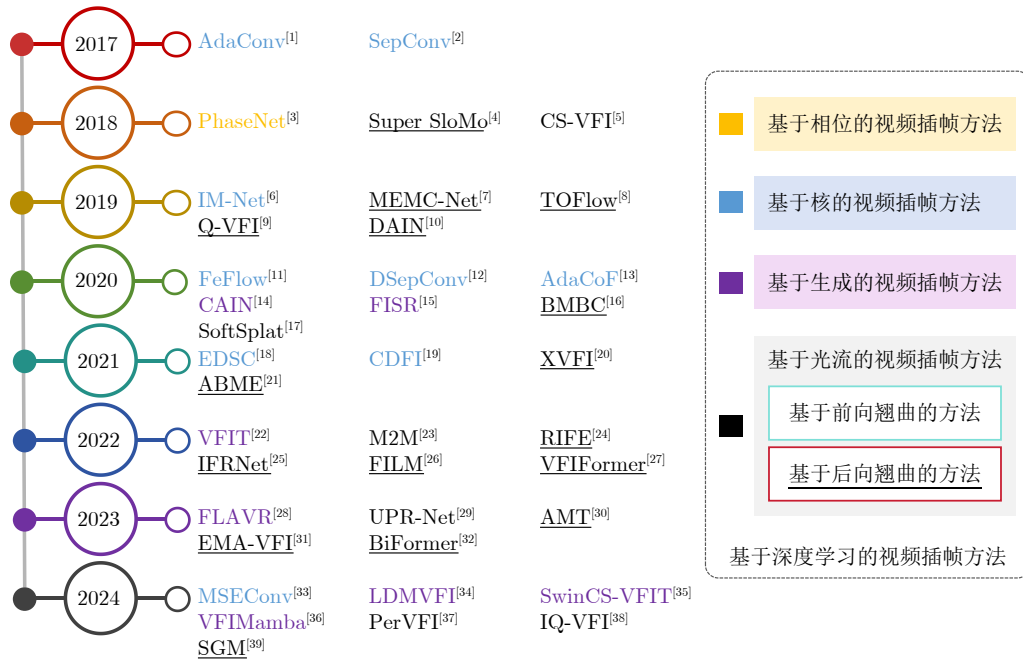 2017
AdaConv[1] SepConv[2]
2018
PhaseNet[3] Super SloMo[4] CS-VFI[5]
2019
IM-Net[6] MEMC-Net[7] TOFlow[8]
Q-VFI[9] DAIN[10]
2020
FeFlow[11] DSepConv[12] AdaCoF[13]
CAIN[14] FISR[15] BMBC[16]
SoftSplat[17]
2021
EDSC[18] CDFI[19] XVFI[20]
ABME[21]
2022
VFIT[22] M2M[23] RIFE[24]
IFRNet[25] FILM[26] VFIFormer[27]
2023
FLAVR[28] UPR-Net[29] AMT[30]
EMA-VFI[31] BiFormer[32]
2024
MSEConv[33] LDMVFI[34] SwinCS-VFIT[35]
VFIMamba[36] PerVFI[37] IQ-VFI[38]
SGM[39]
基于相位的视频插帧方法
基于核的视频插帧方法
基于生成的视频插帧方法
基于光流的视频插帧方法
基于前向翘曲的方法
基于后向翘曲的方法
基于深度学习的视频插帧方法